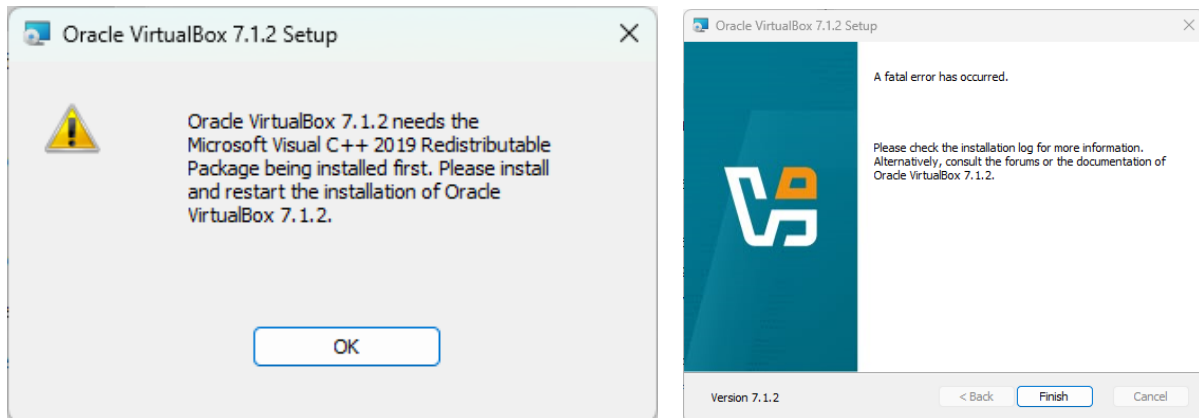 Oracle VirtualBox 7.1.2 Setup
Oracle VirtualBox 7.1.2 needs the
Microsoft Visual C++ 2019 Redistributable
Package being installed first. Please install
and restart the installation of Oracle
VirtualBox 7.1.2.
OK
Oracle VirtualBox 7.1.2 Setup
A fatal error has occurred.
Please check the installation log for more information.
Alternatively, consult the forums or the documentation of
Oracle VirtualBox 7.1.2.
Version 7.1.2
< Back
Finish
Cancel